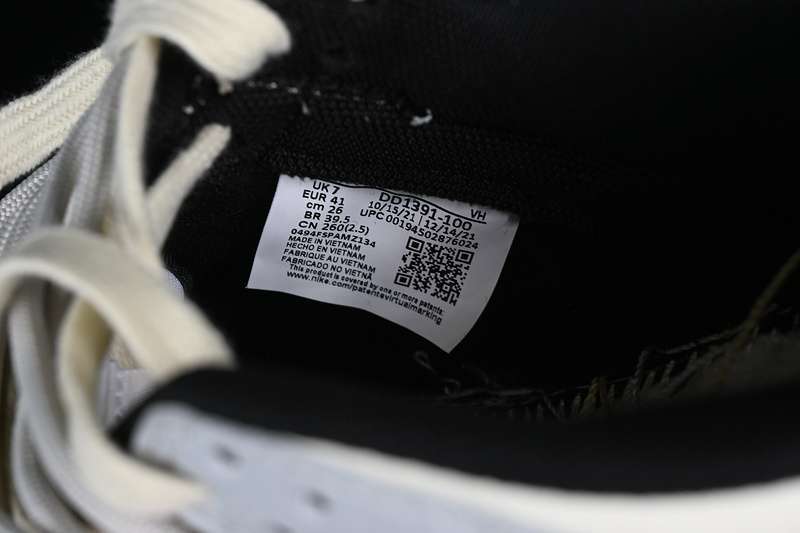 UK 7
EUR 41
cm 26
BR 39.5
CN 260(2.5)
DD1391-100 VH
10/15/21 12/14/21
UPC 00194502876024
0494FSPAMZ134
MADE IN VIETNAM
HECHO EN VIETNAM
FABRIQUE AU VIETNAM
FABRICADO NO VIETNÃ
This product is covered by one or more patents:
www.nike.com/patentsvirtualmarking